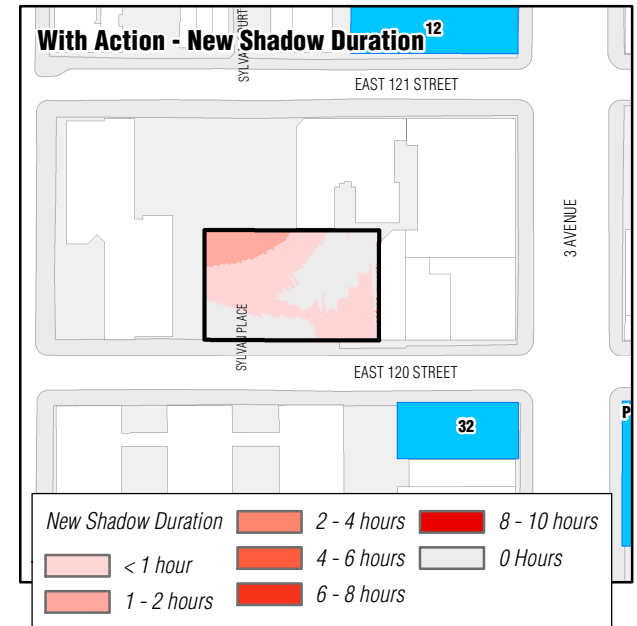 With Action - New Shadow Duration
12
SYLVAN COURT
EAST 121 STREET
3 AVENUE
SYLVAN PLACE
EAST 120 STREET
32
P
New Shadow Duration
< 1 hour
1 - 2 hours
2 - 4 hours
4 - 6 hours
6 - 8 hours
8 - 10 hours
0 Hours